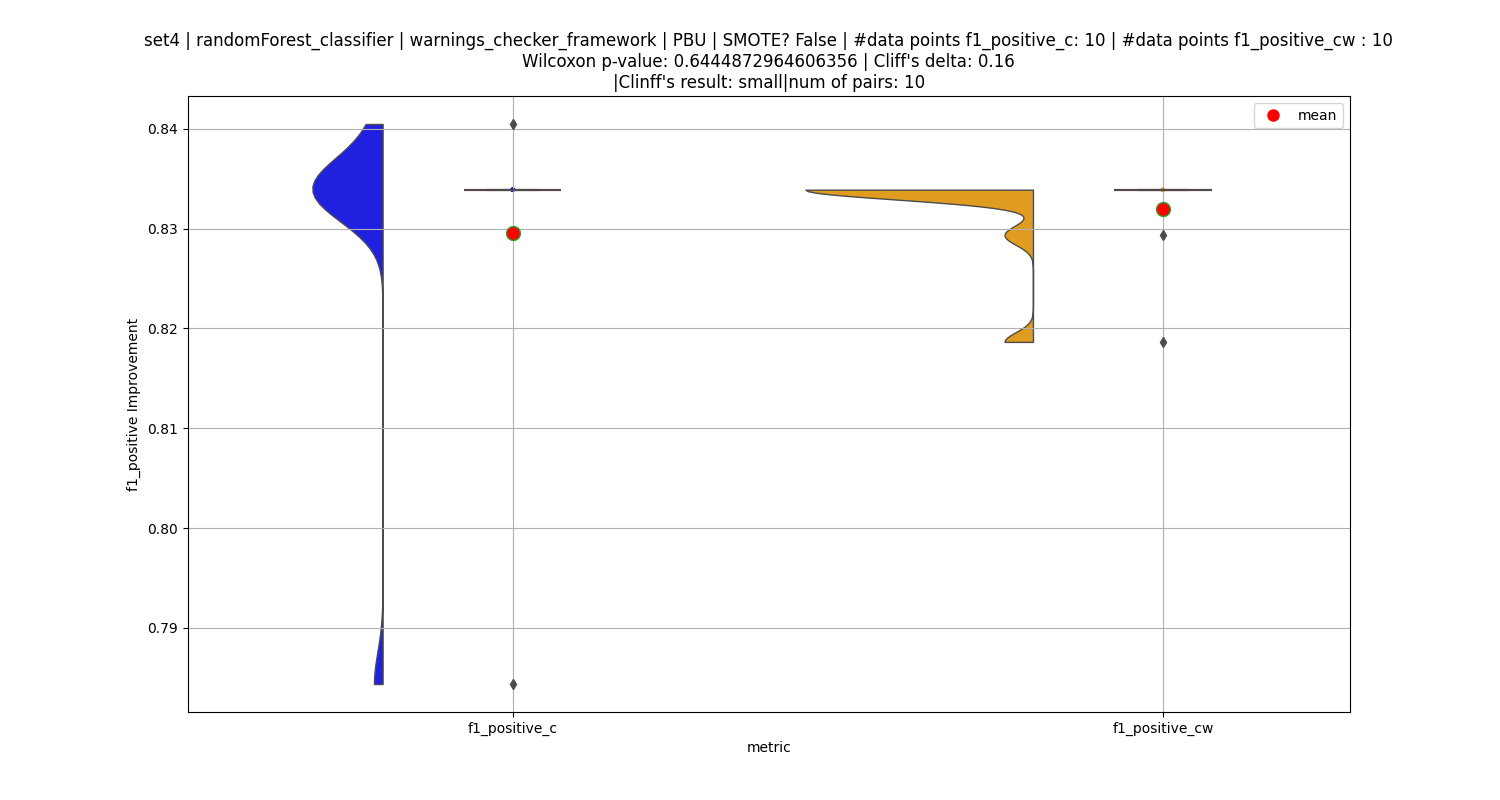 set4 | randomForest_classifier | warnings_checker_framework | PBU | SMOTE? False | #data points f1_positive_c: 10 | #data points f1_positive_cw : 10
Wilcoxon p-value: 0.6444872964606356 | Cliff's delta: 0.16
|Clinff's result: small|num of pairs: 10
mean
0.84
0.83
0.82
0.81
0.80
0.79
f1_positive Improvement
f1_positive_c
f1_positive_cw
metric